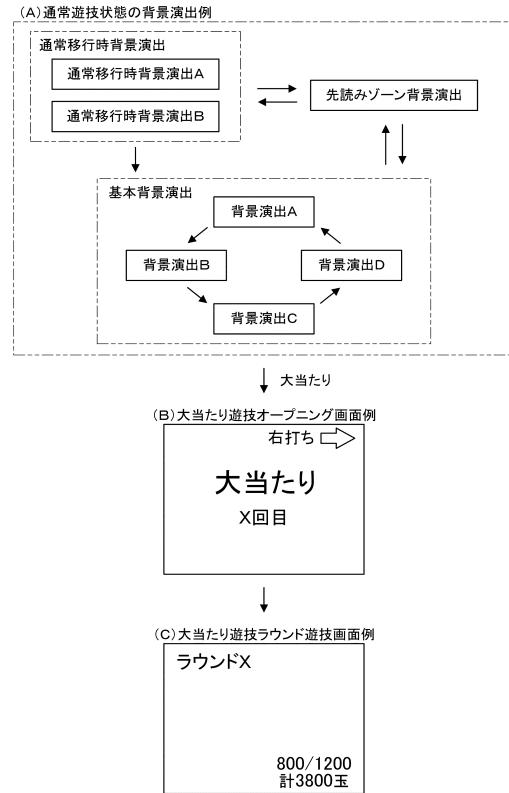 (A)通常遊技状態の背景演出例
通常移行時背景演出
通常移行時背景演出A
通常移行時背景演出B
先読みゾーン背景演出
基本背景演出
背景演出A
背景演出B
背景演出D
背景演出C
大当たり
(B)大当たり遊技オープニング画面例
右打ち
大当たり
X回目
(C)大当たり遊技ラウンド遊技画面例
ラウンドX
800/1200
計3800玉